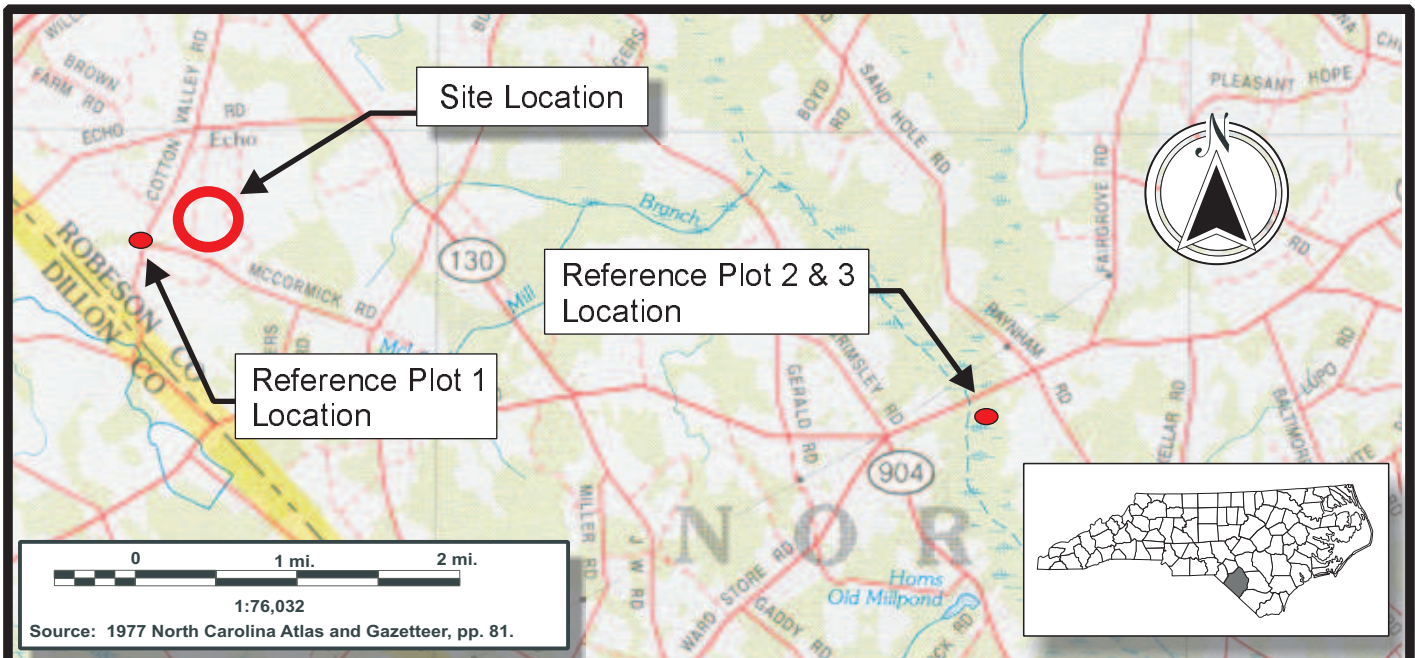 BROWN
FARM RD
ECHO
RD
Echo
COTTON VALLEY RD
Site Location
BOYD
RD
SAND HOLE RD
PLEASANT HOPE
N
FAIRGROVE RD
RD
Branch
Mill
130
ROBESON CO
DILLON CO
MCCORMICK RD
RD
Reference Plot 2 & 3
Location
RAYNHAM
RD
Reference Plot 1
Location
GERALD RD
904
LUPO RD
MILLER RD
J W RD
N O R
WARD STORE RD
GADDY RD
Homs
Old Millpond
0 1 mi. 2 mi.
1:76,032
Source: 1977 North Carolina Atlas and Gazetteer, pp. 81.